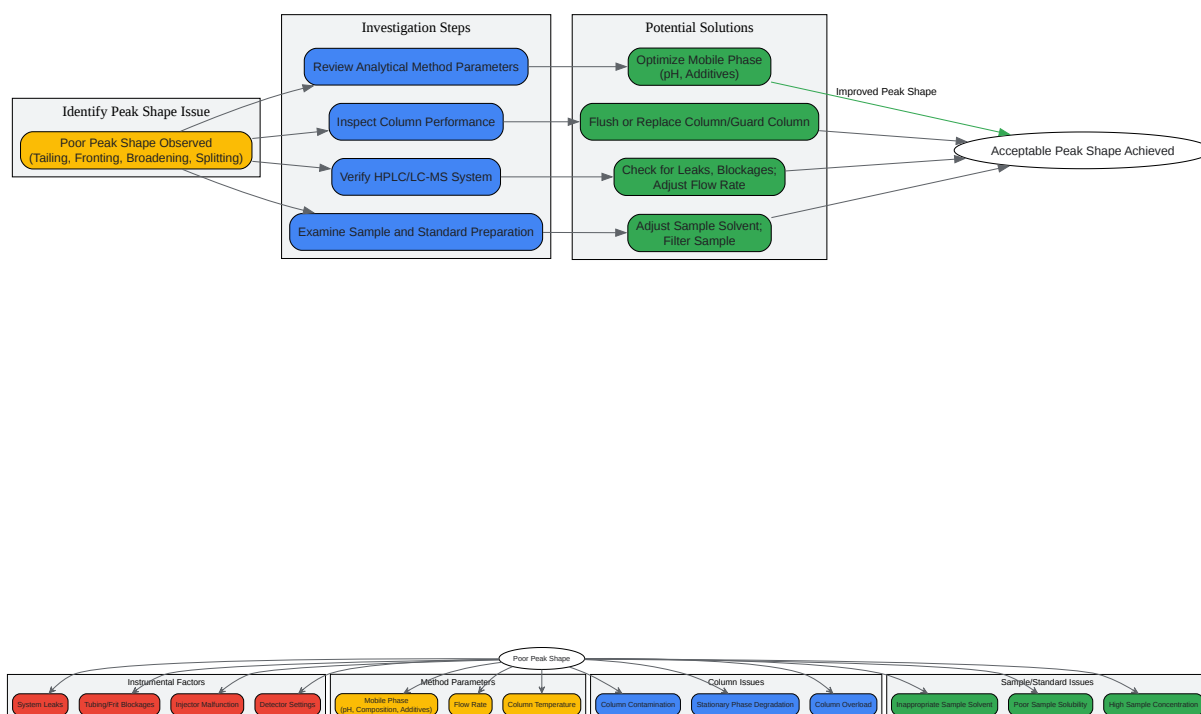 Identify Peak Shape Issue
Poor Peak Shape Observed
(Tailing, Fronting, Broadening, Splitting)
Investigation Steps
Review Analytical Method Parameters
Inspect Column Performance
Verify HPLC/LC-MS System
Examine Sample and Standard Preparation
Potential Solutions
Optimize Mobile Phase
(pH, Additives)
Flush or Replace Column/Guard Column
Check for Leaks, Blockages;
Adjust Flow Rate
Adjust Sample Solvent;
Filter Sample
Improved Peak Shape
Acceptable Peak Shape Achieved
Poor Peak Shape
Instrumental Factors
System Leaks
Tubing/Frit Blockages
Injector Malfunction
Detector Settings
Method Parameters
Mobile Phase
(pH, Composition, Additives)
Flow Rate
Column Temperature
Column Issues
Column Contamination
Stationary Phase Degradation
Column Overload
Sample/Standard Issues
Inappropriate Sample Solvent
Poor Sample Solubility
High Sample Concentration